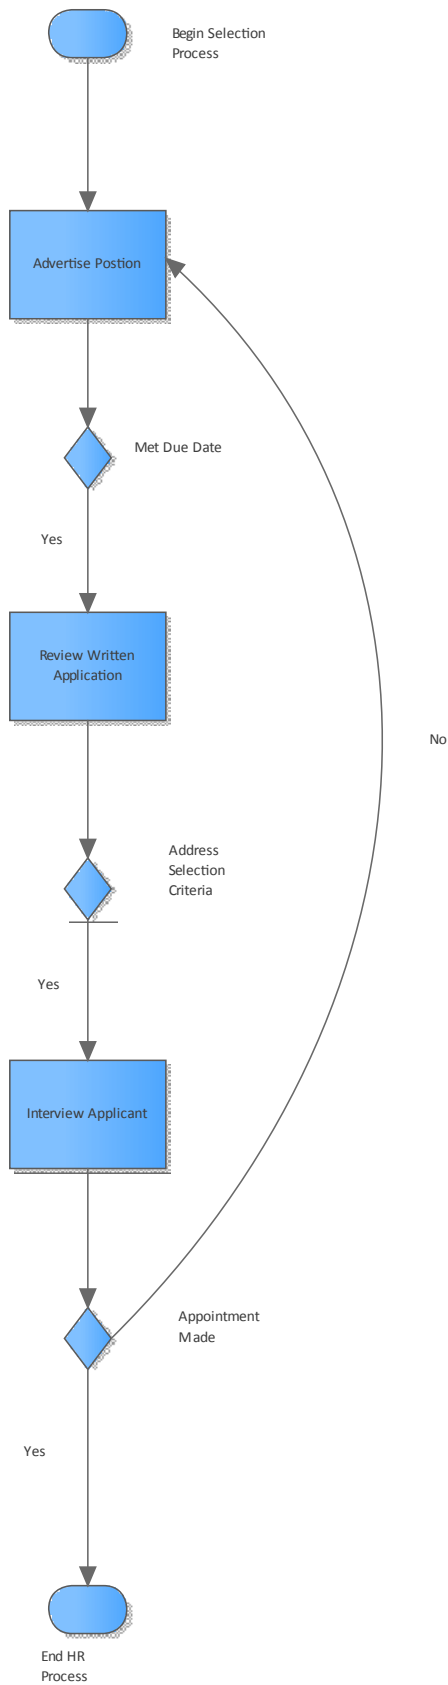 Begin Selection
Process
Advertise Postion
Met Due Date
Yes
Review Written
Application
No
Address
Selection
Criteria
Yes
Interview Applicant
Appointment
Made
Yes
End HR
Process